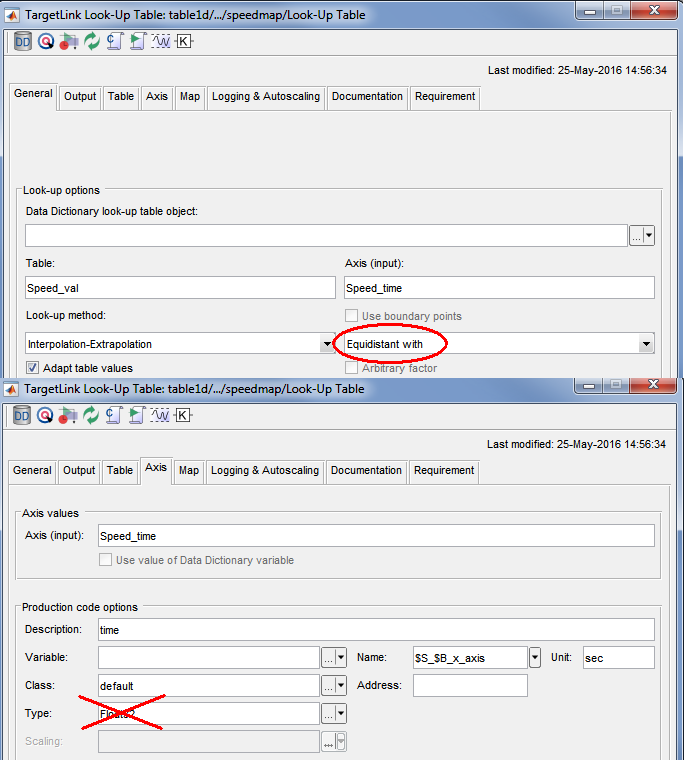 TargetLink Look-Up Table: table1d/.../speedmap/Look-Up Table
DD
Last modified: 25-May-2016 14:56:34
General Output Table Axis Map Logging & Autoscaling Documentation Requirement
Look-up options
Data Dictionary look-up table object:
...
Table: Axis (input):
Speed_val Speed_time
Look-up method: Use boundary points
Interpolation-Extrapolation Equidistant with
Adapt table values Arbitrary factor
TargetLink Look-Up Table: table1d/.../speedmap/Look-Up Table
DD
Last modified: 25-May-2016 14:56:34
General Output Table Axis Map Logging & Autoscaling Documentation Requirement
Axis values
Axis (input): Speed_time
Use value of Data Dictionary variable
Production code options
Description: time
Variable: ... Name: $S_$B_x_axis Unit: sec
Class: default ... Address:
Type: Float32 ...
Scaling: ...